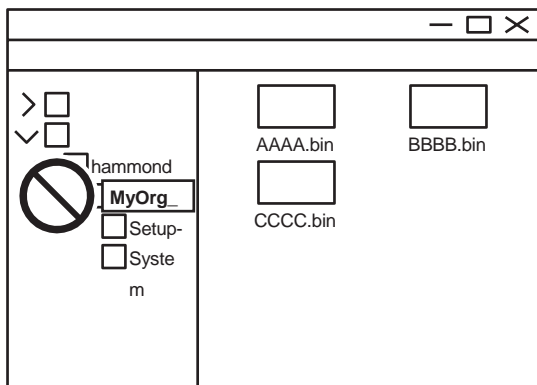 hammond
MyOrg_
Setup-
Syste
m
AAAA.bin
BBBB.bin
CCCC.bin